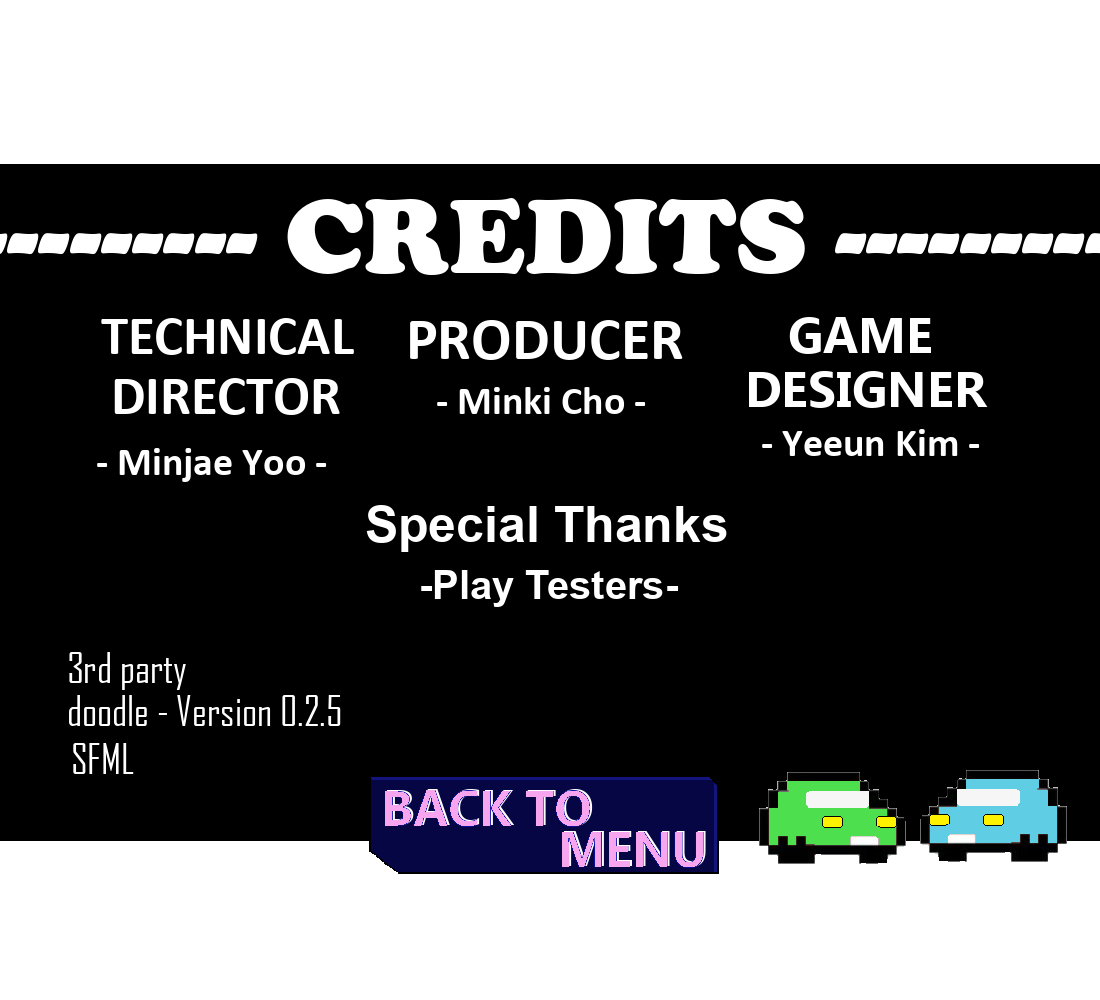 CREDITS
TECHNICAL
DIRECTOR
- Minjae Yoo -
PRODUCER
- Minki Cho -
GAME
DESIGNER
- Yeeun Kim -
Special Thanks
-Play Testers-
3rd party
doodle - Version 0.2.5
SFML
BACK TO
MENU